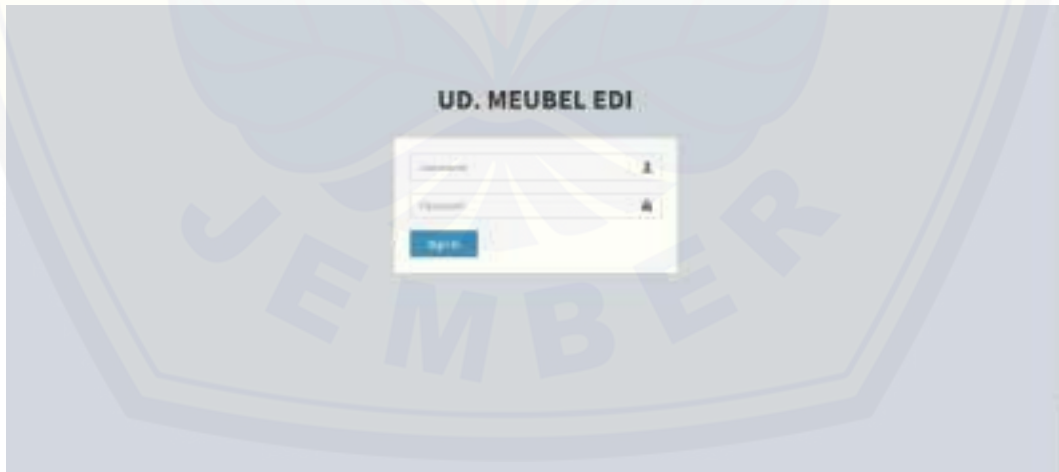 UD. MEUBEL EDI
Username
Password
Sign In
JEMBER